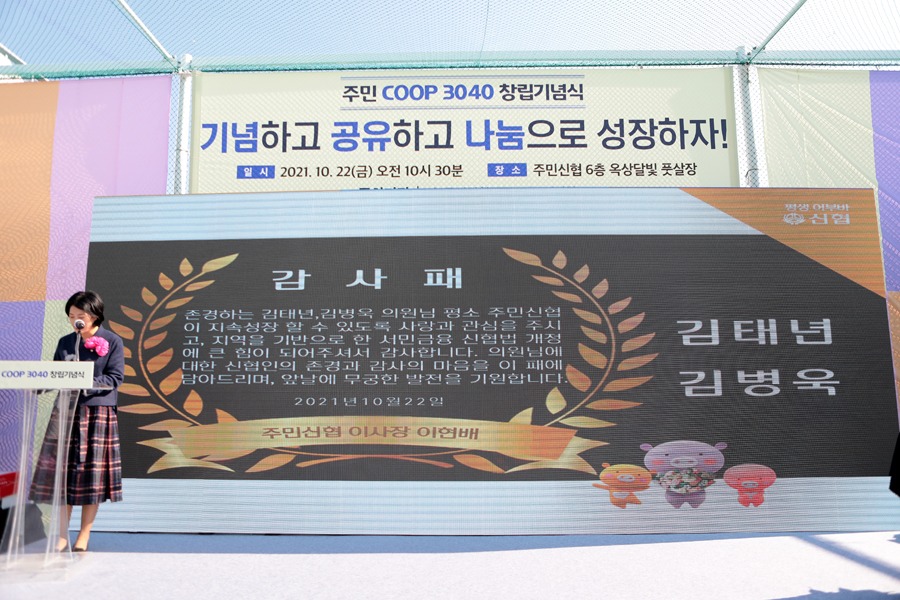 주민 COOP 3040 창립기념식
기념하고 공유하고 나눔으로 성장하자!
일 시 2021. 10. 22(금) 오전 10시 30분 장 소 주민신협 6층 옥상달빛 풋살장
평생 어부바
신협
감 사 패
존경하는 김태년,김병욱 의원님 평소 주민신협
이 지속성장 할 수 있도록 사랑과 관심을 주시
고, 지역을 기반으로 한 서민금융 신협법 개정
에 큰 힘이 되어주셔서 감사합니다. 의원님에
대한 신협인의 존경과 감사의 마음을 이 패에
담아드리며, 앞날에 무궁한 발전을 기원합니다.
2021년10월22일
주민신협 이사장 이현배
김태년
김병욱
COOP 3040 창립기념식